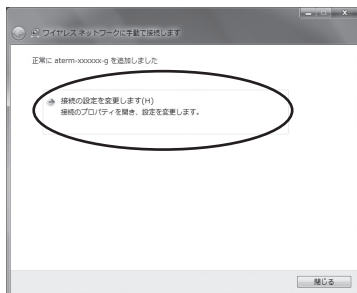 ワイヤレス ネットワークに手動で接続します
正常に aterm-xxxxxx-g を追加しました
接続の設定を変更します(H)
接続のプロパティを開き、設定を変更します。
閉じる